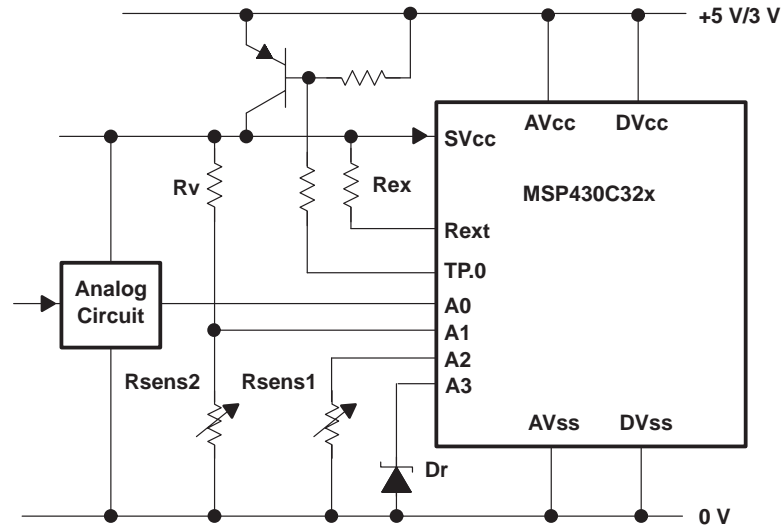 +5 V/3 V
AVcc DVcc
SVcc
MSP430C32x
Rv Rex
Rext
TP.0
Analog
Circuit
A0
A1
A2
A3
Rsens2 Rsens1
AVss DVss
Dr
0 V